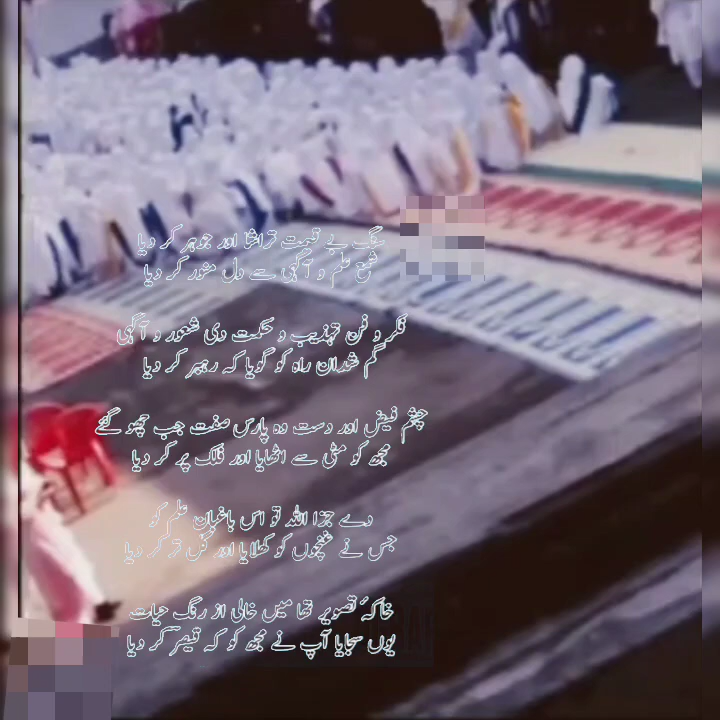 سنگ بے قیمت تراشا اور جوہر کر دیا
شمع علم و آگہی سے دل منور کر دیا
فکر و فن تہذیب و حکمت دی شعور و آگہی
گم شدان راہ کو گویا کہ رہبر کر دیا
چشم فیض اور دست وہ پارس صفت جب چھو گئے
مجھ کو مٹی سے اٹھایا اور فلک پر کر دیا
دے جزا اللہ تو اس باغبان علم کو
جس نے غنچوں کو کھلایا اور گل تر کر دیا
خاکۂ تصویر تھا میں خالی از رنگ حیات
یوں سجایا آپ نے مجھ کو کہ قیصر کر دیا